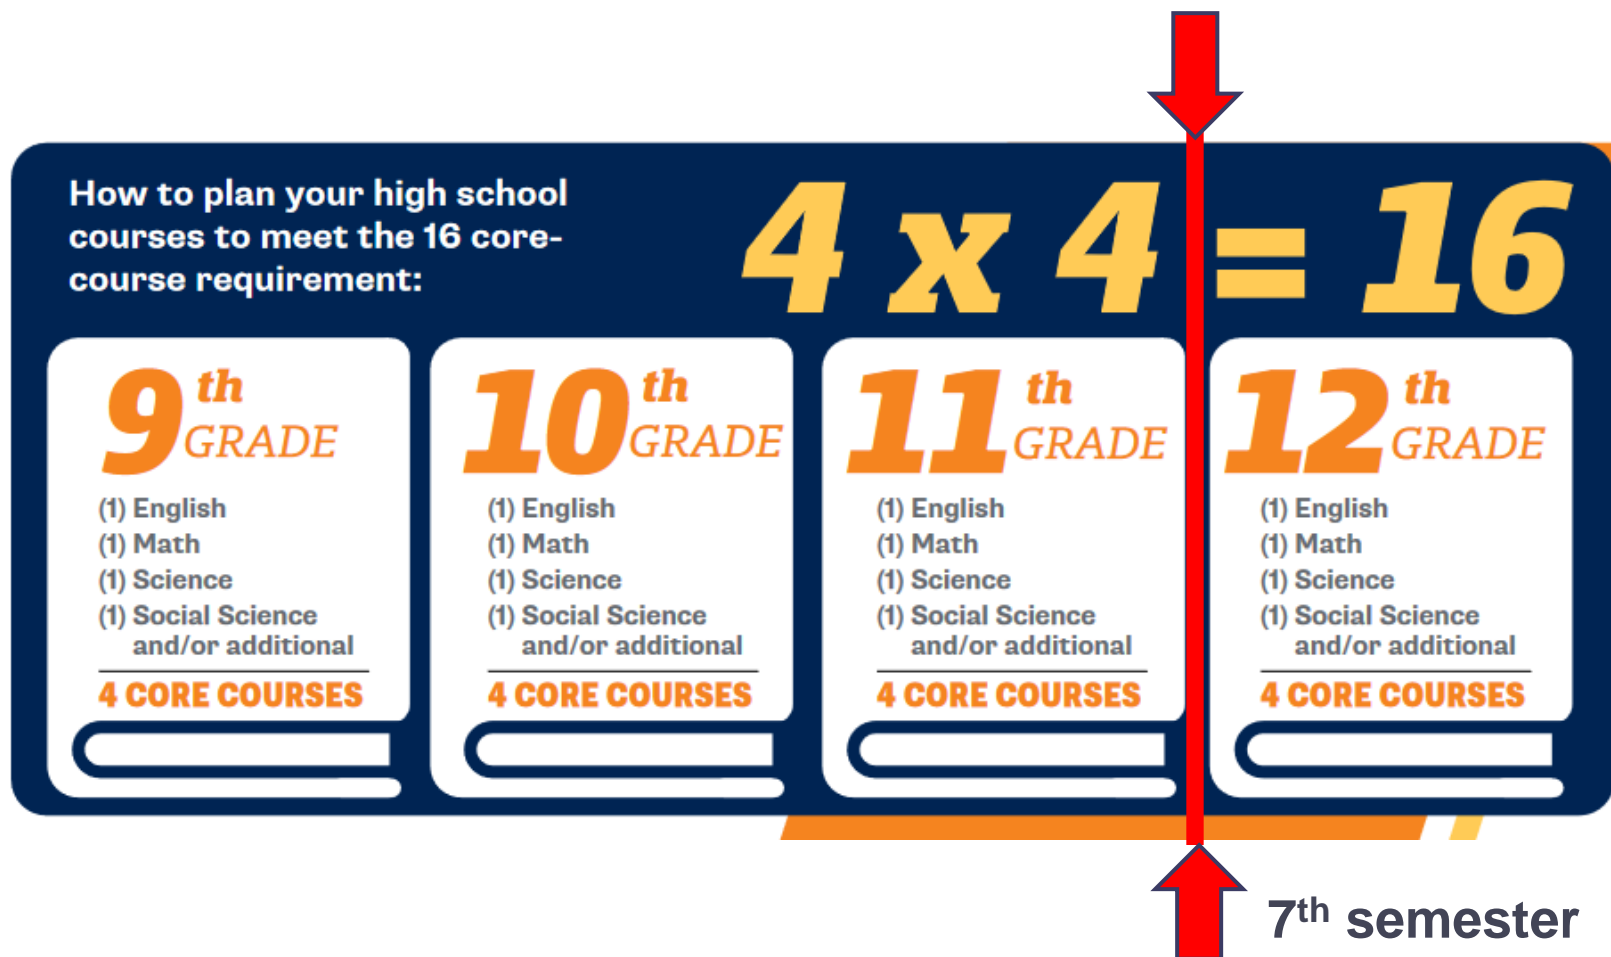 How to plan your high school
courses to meet the 16 core-
course requirement:
4 x 4 = 16
9th GRADE
(1) English
(1) Math
(1) Science
(1) Social Science
and/or additional
4 CORE COURSES
10th GRADE
(1) English
(1) Math
(1) Science
(1) Social Science
and/or additional
4 CORE COURSES
11th GRADE
(1) English
(1) Math
(1) Science
(1) Social Science
and/or additional
4 CORE COURSES
12th GRADE
(1) English
(1) Math
(1) Science
(1) Social Science
and/or additional
4 CORE COURSES
7th semester